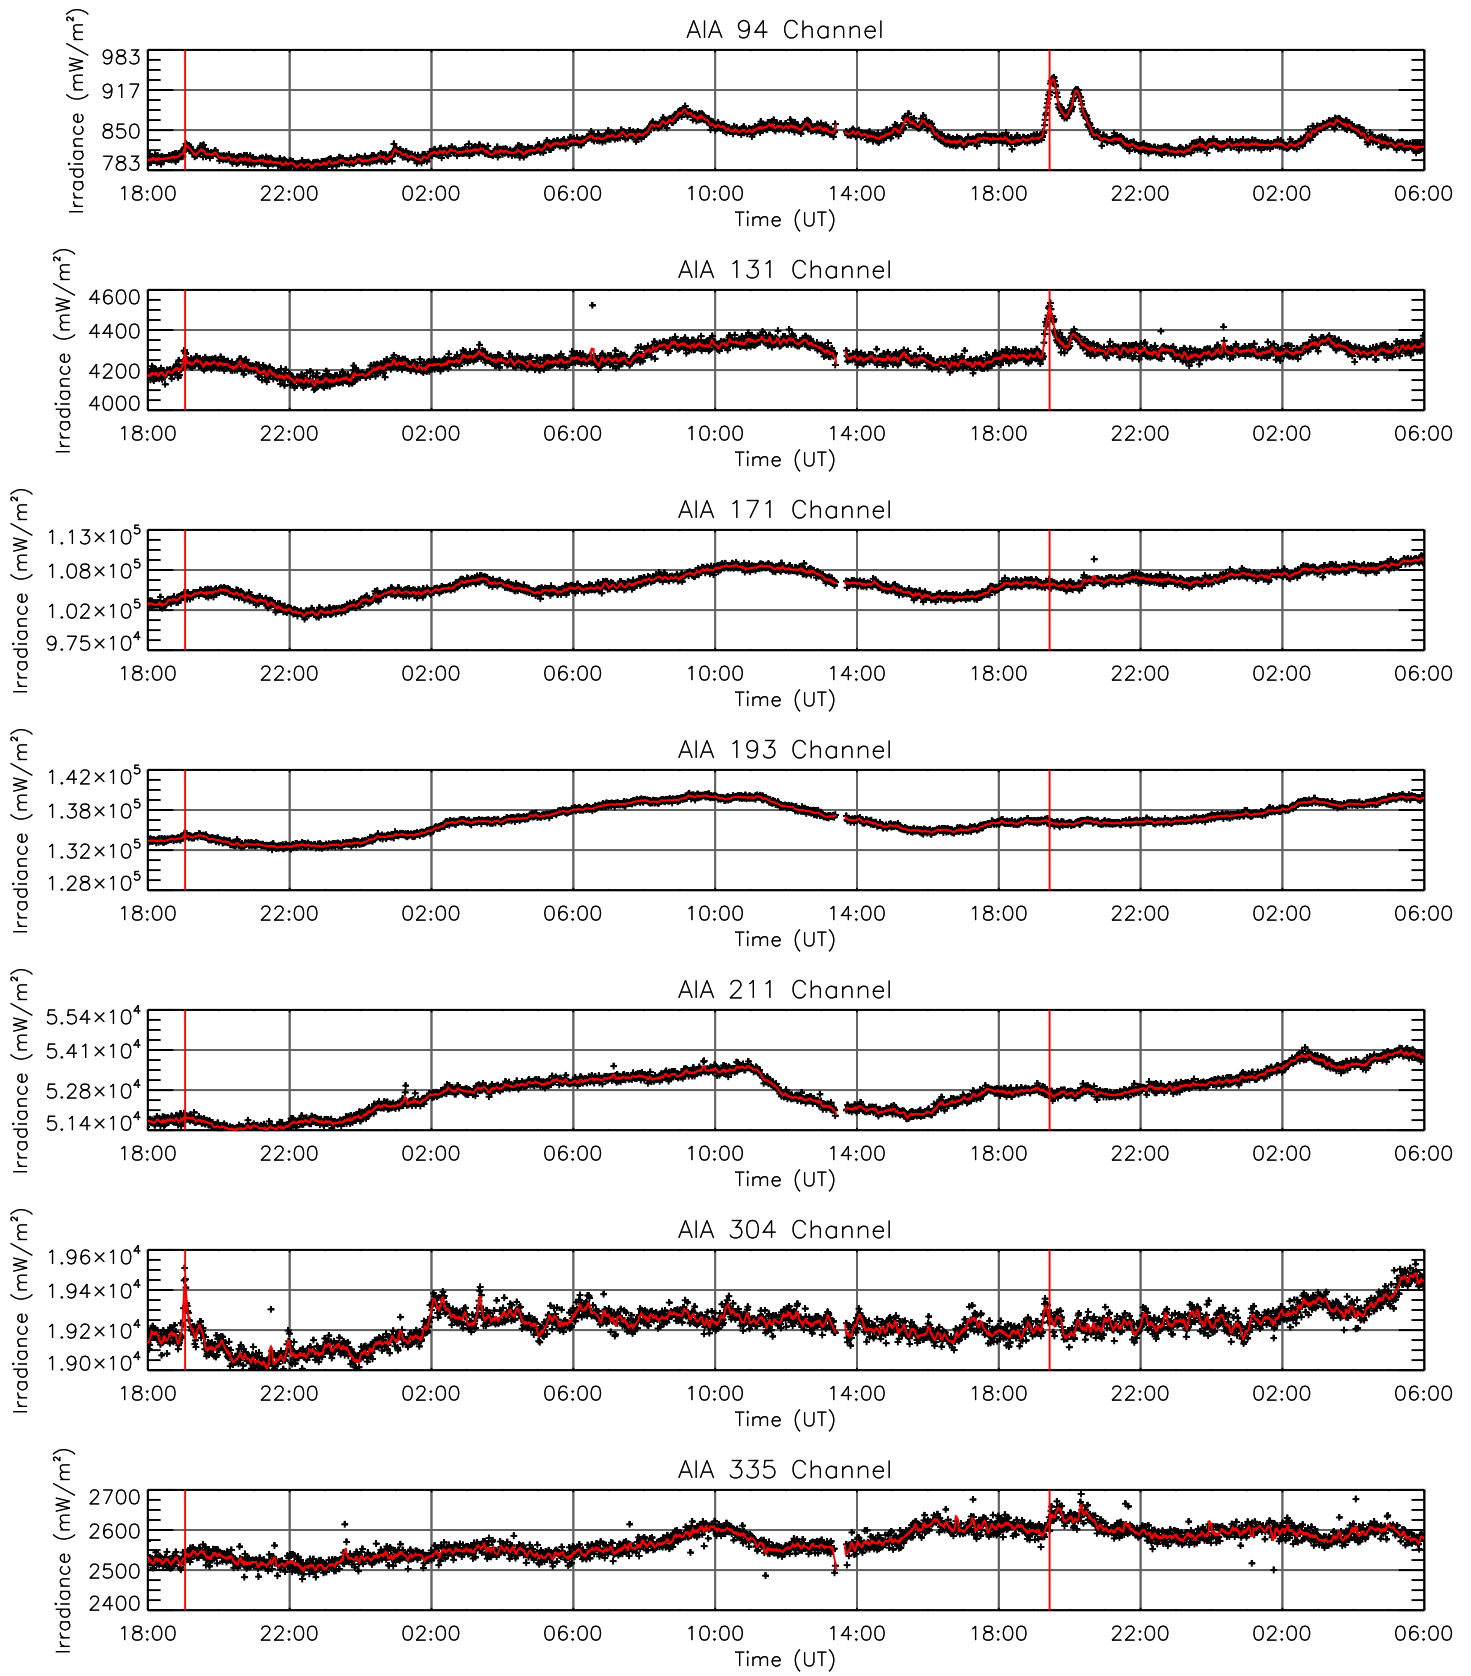 AIA 94 Channel
Irradiance (mW/m²)
983
917
850
783
18:00 22:00 02:00 06:00 10:00 14:00 18:00 22:00 02:00 06:00
Time (UT)
AIA 131 Channel
Irradiance (mW/m²)
4600
4400
4200
4000
18:00 22:00 02:00 06:00 10:00 14:00 18:00 22:00 02:00 06:00
Time (UT)
AIA 171 Channel
Irradiance (mW/m²)
1.13×10⁵
1.08×10⁵
1.02×10⁵
9.75×10⁴
18:00 22:00 02:00 06:00 10:00 14:00 18:00 22:00 02:00 06:00
Time (UT)
AIA 193 Channel
Irradiance (mW/m²)
1.42×10⁵
1.38×10⁵
1.32×10⁵
1.28×10⁵
18:00 22:00 02:00 06:00 10:00 14:00 18:00 22:00 02:00 06:00
Time (UT)
AIA 211 Channel
Irradiance (mW/m²)
5.54×10⁴
5.41×10⁴
5.28×10⁴
5.14×10⁴
18:00 22:00 02:00 06:00 10:00 14:00 18:00 22:00 02:00 06:00
Time (UT)
AIA 304 Channel
Irradiance (mW/m²)
1.96×10⁴
1.94×10⁴
1.92×10⁴
1.90×10⁴
18:00 22:00 02:00 06:00 10:00 14:00 18:00 22:00 02:00 06:00
Time (UT)
AIA 335 Channel
Irradiance (mW/m²)
2700
2600
2500
2400
18:00 22:00 02:00 06:00 10:00 14:00 18:00 22:00 02:00 06:00
Time (UT)